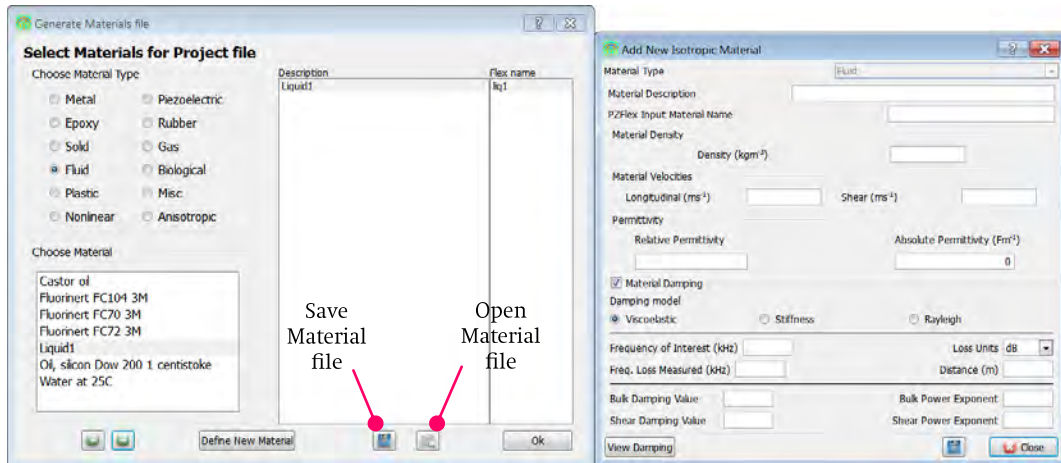 Generate Materials file
Select Materials for Project file
Choose Material Type
Metal
Piezoelectric
Epoxy
Rubber
Solid
Gas
Fluid
Biological
Plastic
Misc
Nonlinear
Anisotropic
Choose Material
Castor oil
Fluorinert FC104 3M
Fluorinert FC70 3M
Fluorinert FC72 3M
Liquid1
Oil, silicon Dow 200 1 centistoke
Water at 25C
Define New Material
Description
Flex name
Liquid1
liq1
Save
Material
file
Open
Material
file
Ok
Add New Isotropic Material
Material Type
Fluid
Material Description
PZFlex Input Material Name
Material Density
Density (kgm⁻³)
Material Velocities
Longitudinal (ms⁻¹)
Shear (ms⁻¹)
Permittivity
Relative Permittivity
Absolute Permittivity (Fm⁻¹)
0
Material Damping
Damping model
Viscoelastic
Stiffness
Rayleigh
Frequency of Interest (kHz)
Loss Units dB
Freq. Loss Measured (kHz)
Distance (m)
Bulk Damping Value
Bulk Power Exponent
Shear Damping Value
Shear Power Exponent
View Damping
Close